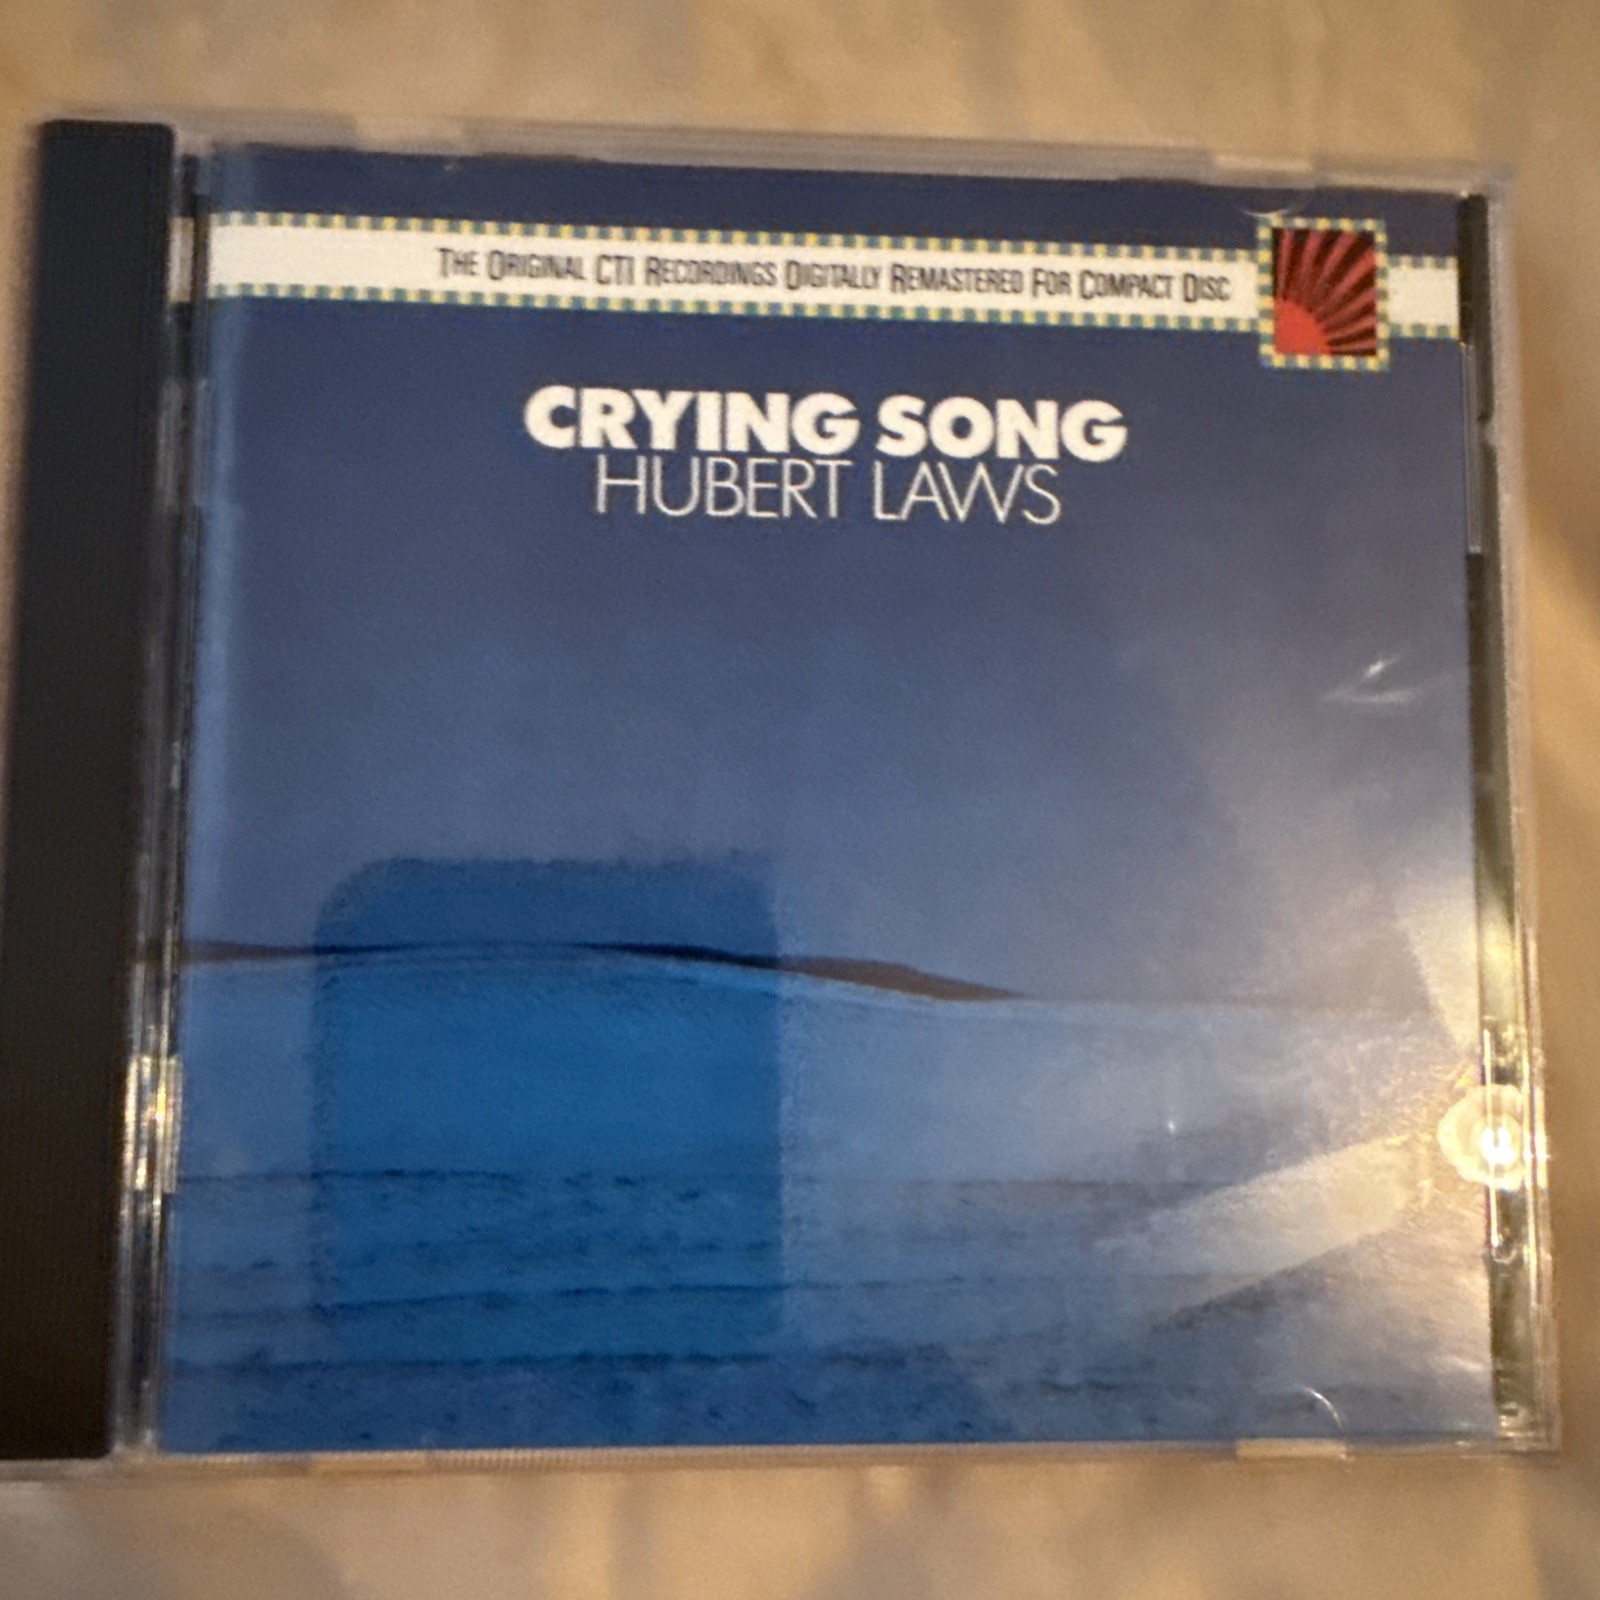 The Original CTI Recordings Digitally Remastered For Compact Disc
CRYING SONG
HUBERT LAWS